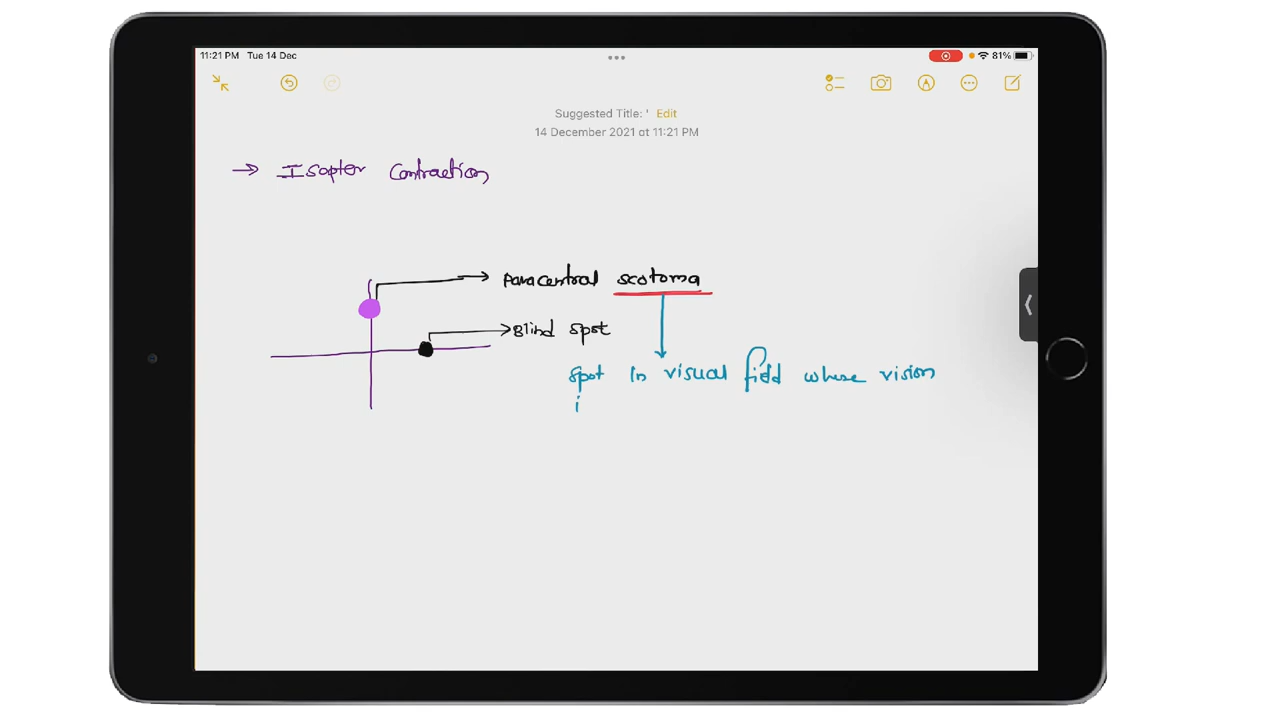 11:21 PM Tue 14 Dec
81%
Suggested Title: ' Edit
14 December 2021 at 11:21 PM
→ Isopter Contraction
Paracentral scotoma
Blind spot
spot in visual field whose vision
i